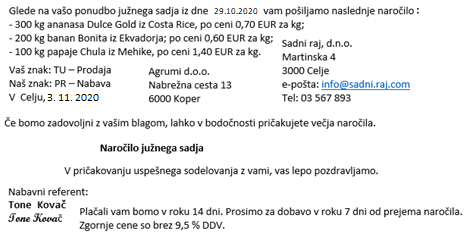 Glede na vašo ponudbo južnega sadja iz dne 29.10.2020 vam pošiljamo naslednje naročilo :
- 300 kg ananasa Dulce Gold iz Costa Rice, po ceni 0,70 EUR za kg;
- 200 kg banan Bonita iz Ekvadorja; po ceni 0,60 EUR za kg;
- 100 kg papaje Chula iz Mehike, po ceni 1,40 EUR za kg.
Sadni raj, d.n.o.
Martinska 4
3000 Celje
e-pošta: info@sadni.raj.com
Tel: 03 567 893
Vaš znak: TU – Prodaja
Naš znak: PR – Nabava
V Celju, 3. 11. 2020
Agrumi d.o.o.
Nabrežna cesta 13
6000 Koper
Če bomo zadovoljni z vašim blagom, lahko v bodočnosti pričakujete večja naročila.
Naročilo južnega sadja
V pričakovanju uspešnega sodelovanja z vami, vas lepo pozdravljamo.
Nabavni referent:
Tone Kovač
Tone Kovač
Plačali vam bomo v roku 14 dni. Prosimo za dobavo v roku 7 dni od prejema naročila.
Zgornje cene so brez 9,5 % DDV.